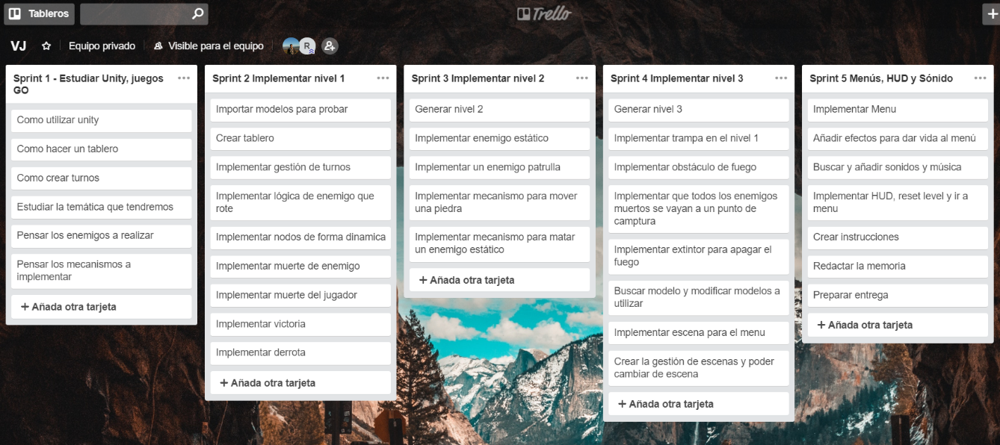 Tableros
Trello
VJ
Equipo privado
Visible para el equipo
R
Sprint 1 - Estudiar Unity, juegos
GO
Como utilizar unity
Como hacer un tablero
Como crear turnos
Estudiar la temática que tendremos
Pensar los enemigos a realizar
Pensar los mecanismos a
implementar
+ Añada otra tarjeta
Sprint 2 Implementar nivel 1
Importar modelos para probar
Crear tablero
Implementar gestión de turnos
Implementar lógica de enemigo que
rote
Implementar nodos de forma dinamica
Implementar muerte de enemigo
Implementar muerte del jugador
Implementar victoria
Implementar derrota
+ Añada otra tarjeta
Sprint 3 Implementar nivel 2
Generar nivel 2
Implementar enemigo estático
Implementar un enemigo patrulla
Implementar mecanismo para mover
una piedra
Implementar mecanismo para matar
un enemigo estático
+ Añada otra tarjeta
Sprint 4 Implementar nivel 3
Generar nivel 3
Implementar trampa en el nivel 1
Implementar obstáculo de fuego
Implementar que todos los enemigos
muertos se vayan a un punto de
camptura
Implementar extintor para apagar el
fuego
Buscar modelo y modificar modelos a
utilizar
Implementar escena para el menu
Crear la gestión de escenas y poder
cambiar de escena
+ Añada otra tarjeta
Sprint 5 Menús, HUD y Sónido
Implementar Menu
Añadir efectos para dar vida al menú
Buscar y añadir sonidos y música
Implementar HUD, reset level y ir a
menu
Crear instrucciones
Redactar la memoria
Preparar entrega
+ Añada otra tarjeta